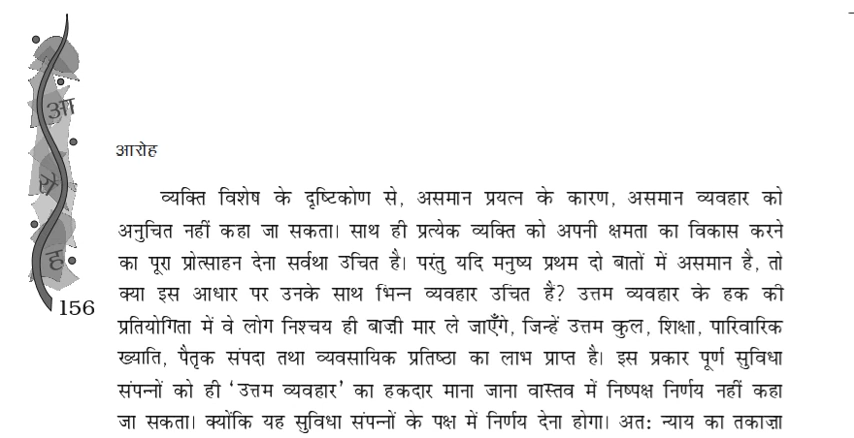 आ
रो
ह
आरोह
व्यक्ति विशेष के दृष्टिकोण से, असमान प्रयत्न के कारण, असमान व्यवहार को
अनुचित नहीं कहा जा सकता। साथ ही प्रत्येक व्यक्ति को अपनी क्षमता का विकास करने
का पूरा प्रोत्साहन देना सर्वथा उचित है। परंतु यदि मनुष्य प्रथम दो बातों में असमान है, तो
क्या इस आधार पर उनके साथ भिन्न व्यवहार उचित है? उत्तम व्यवहार के हक की
156
प्रतियोगिता में वे लोग निश्चय ही बाज़ी मार ले जाएँगे, जिन्हें उत्तम कुल, शिक्षा, पारिवारिक
ख्याति, पैतृक संपदा तथा व्यवसायिक प्रतिष्ठा का लाभ प्राप्त है। इस प्रकार पूर्ण सुविधा
संपन्नों को ही ‘उत्तम व्यवहार’ का हकदार माना जाना वास्तव में निष्पक्ष निर्णय नहीं कहा
जा सकता। क्योंकि यह सुविधा संपन्नों के पक्ष में निर्णय देना होगा। अत: न्याय का तकाज़ा